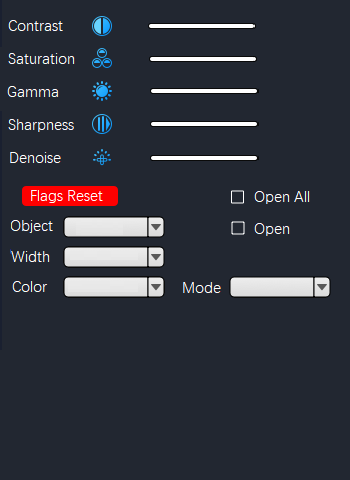 Contrast
Saturation
Gamma
Sharpness
Denoise
Flags Reset
Open All
Object
Open
Width
Color
Mode